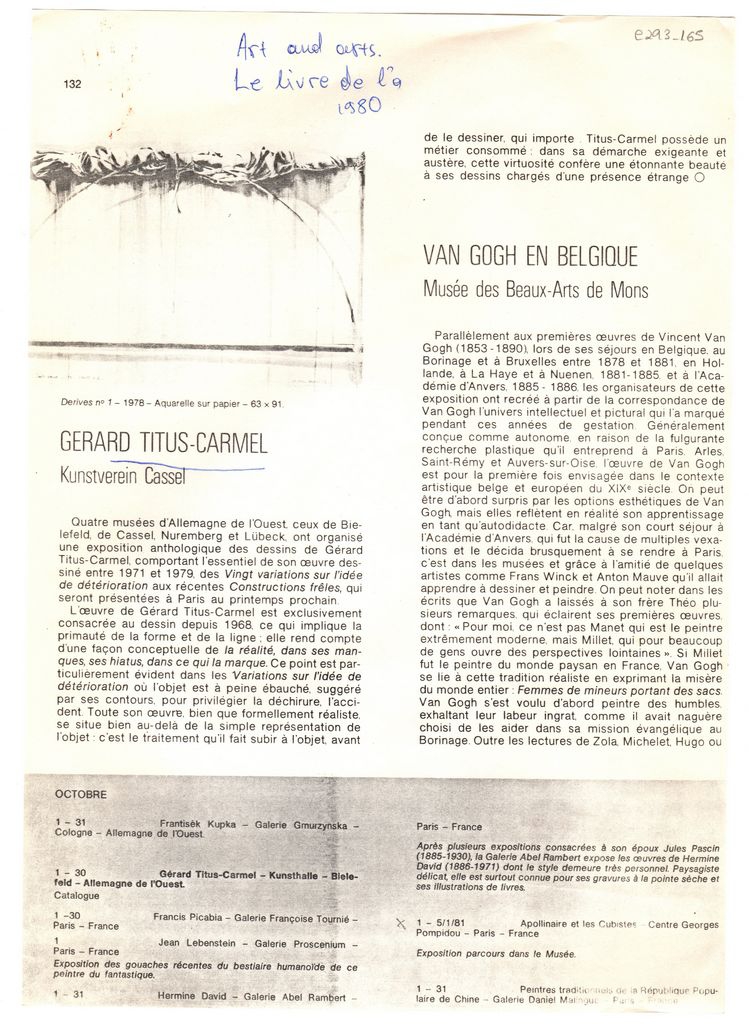 e293-165
Art and arts.
Le livre de l'a
1980
132
Derives nº 1 – 1978 – Aquarelle sur papier – 63 × 91.
GERARD TITUS-CARMEL
Kunstverein Cassel
Quatre musées d'Allemagne de l'Ouest, ceux de Bie-
lefeld, de Cassel, Nuremberg et Lübeck, ont organisé
une exposition anthologique des dessins de Gérard
Titus-Carmel, comportant l'essentiel de son œuvre des-
siné entre 1971 et 1979, des Vingt variations sur l'idée
de détérioration aux récentes Constructions frêles, qui
seront présentées à Paris au printemps prochain.
L'œuvre de Gérard Titus-Carmel est exclusivement
consacrée au dessin depuis 1968, ce qui implique la
primauté de la forme et de la ligne ; elle rend compte
d'une façon conceptuelle de la réalité, dans ses man-
ques, ses hiatus, dans ce qui la marque. Ce point est par-
ticulièrement évident dans les Variations sur l'idée de
détérioration où l'objet est à peine ébauché, suggéré
par ses contours, pour privilégier la déchirure, l'acci-
dent. Toute son œuvre, bien que formellement réaliste,
se situe bien au-delà de la simple représentation de
l'objet : c'est le traitement qu'il fait subir à l'objet, avant
de le dessiner, qui importe . Titus-Carmel possède un
métier consommé ; dans sa démarche exigeante et
austère, cette virtuosité confère une étonnante beauté
à ses dessins chargés d'une présence étrange ○
VAN GOGH EN BELGIQUE
Musée des Beaux-Arts de Mons
Parallèlement aux premières œuvres de Vincent Van
Gogh (1853-1890), lors de ses séjours en Belgique, au
Borinage et à Bruxelles entre 1878 et 1881, en Hol-
lande, à La Haye et à Nuenen, 1881-1885, et à l'Aca-
démie d'Anvers, 1885 - 1886, les organisateurs de cette
exposition ont recréé à partir de la correspondance de
Van Gogh l'univers intellectuel et pictural qui l'a marqué
pendant ces années de gestation. Généralement
conçue comme autonome, en raison de la fulgurante
recherche plastique qu'il entreprend à Paris, Arles,
Saint-Rémy et Auvers-sur-Oise, l'œuvre de Van Gogh
est pour la première fois envisagée dans le contexte
artistique belge et européen du XIXe siècle. On peut
être d'abord surpris par les options esthétiques de Van
Gogh, mais elles reflètent en réalité son apprentissage
en tant qu'autodidacte. Car, malgré son court séjour à
l'Académie d'Anvers, qui fut la cause de multiples vexa-
tions et le décida brusquement à se rendre à Paris,
c'est dans les musées et grâce à l'amitié de quelques
artistes comme Frans Winck et Anton Mauve qu'il allait
apprendre à dessiner et peindre. On peut noter dans les
écrits que Van Gogh a laissés à son frère Théo plu-
sieurs remarques, qui éclairent ses premières œuvres,
dont : « Pour moi, ce n'est pas Manet qui est le peintre
extrêmement moderne, mais Millet, qui pour beaucoup
de gens ouvre des perspectives lointaines ». Si Millet
fut le peintre du monde paysan en France, Van Gogh
se lie à cette tradition réaliste en exprimant la misère
du monde entier : Femmes de mineurs portant des sacs.
Van Gogh s'est voulu d'abord peintre des humbles,
exhaltant leur labeur ingrat, comme il avait naguère
choisi de les aider dans sa mission évangélique au
Borinage. Outre les lectures de Zola, Michelet, Hugo ou
OCTOBRE
1 – 31 Frantisèk Kupka – Galerie Gmurzynska –
Cologne – Allemagne de l'Ouest.
1 – 30 Gérard Titus-Carmel – Kunsthalle – Biele-
feld – Allemagne de l'Ouest.
Catalogue
1 –30 Francis Picabia – Galerie Françoise Tournié –
Paris – France
1 Jean Lebenstein – Galerie Proscenium –
Paris – France
Exposition des gouaches récentes du bestiaire humanoïde de ce
peintre du fantastique.
1 – 31 Hermine David – Galerie Abel Rambert –
Paris – France
Après plusieurs expositions consacrées à son époux Jules Pascin
(1885-1930), la Galerie Abel Rambert expose les œuvres de Hermine
David (1886-1971) dont le style demeure très personnel. Paysagiste
délicat, elle est surtout connue pour ses gravures à la pointe sèche et
ses illustrations de livres.
1 – 5/1/81 Apollinaire et les Cubistes – Centre Georges
Pompidou – Paris – France
Exposition parcours dans le Musée.
1 – 31 Peintres traditionnels de la République Popu-
laire de Chine – Galerie Daniel Malingue – Paris – France